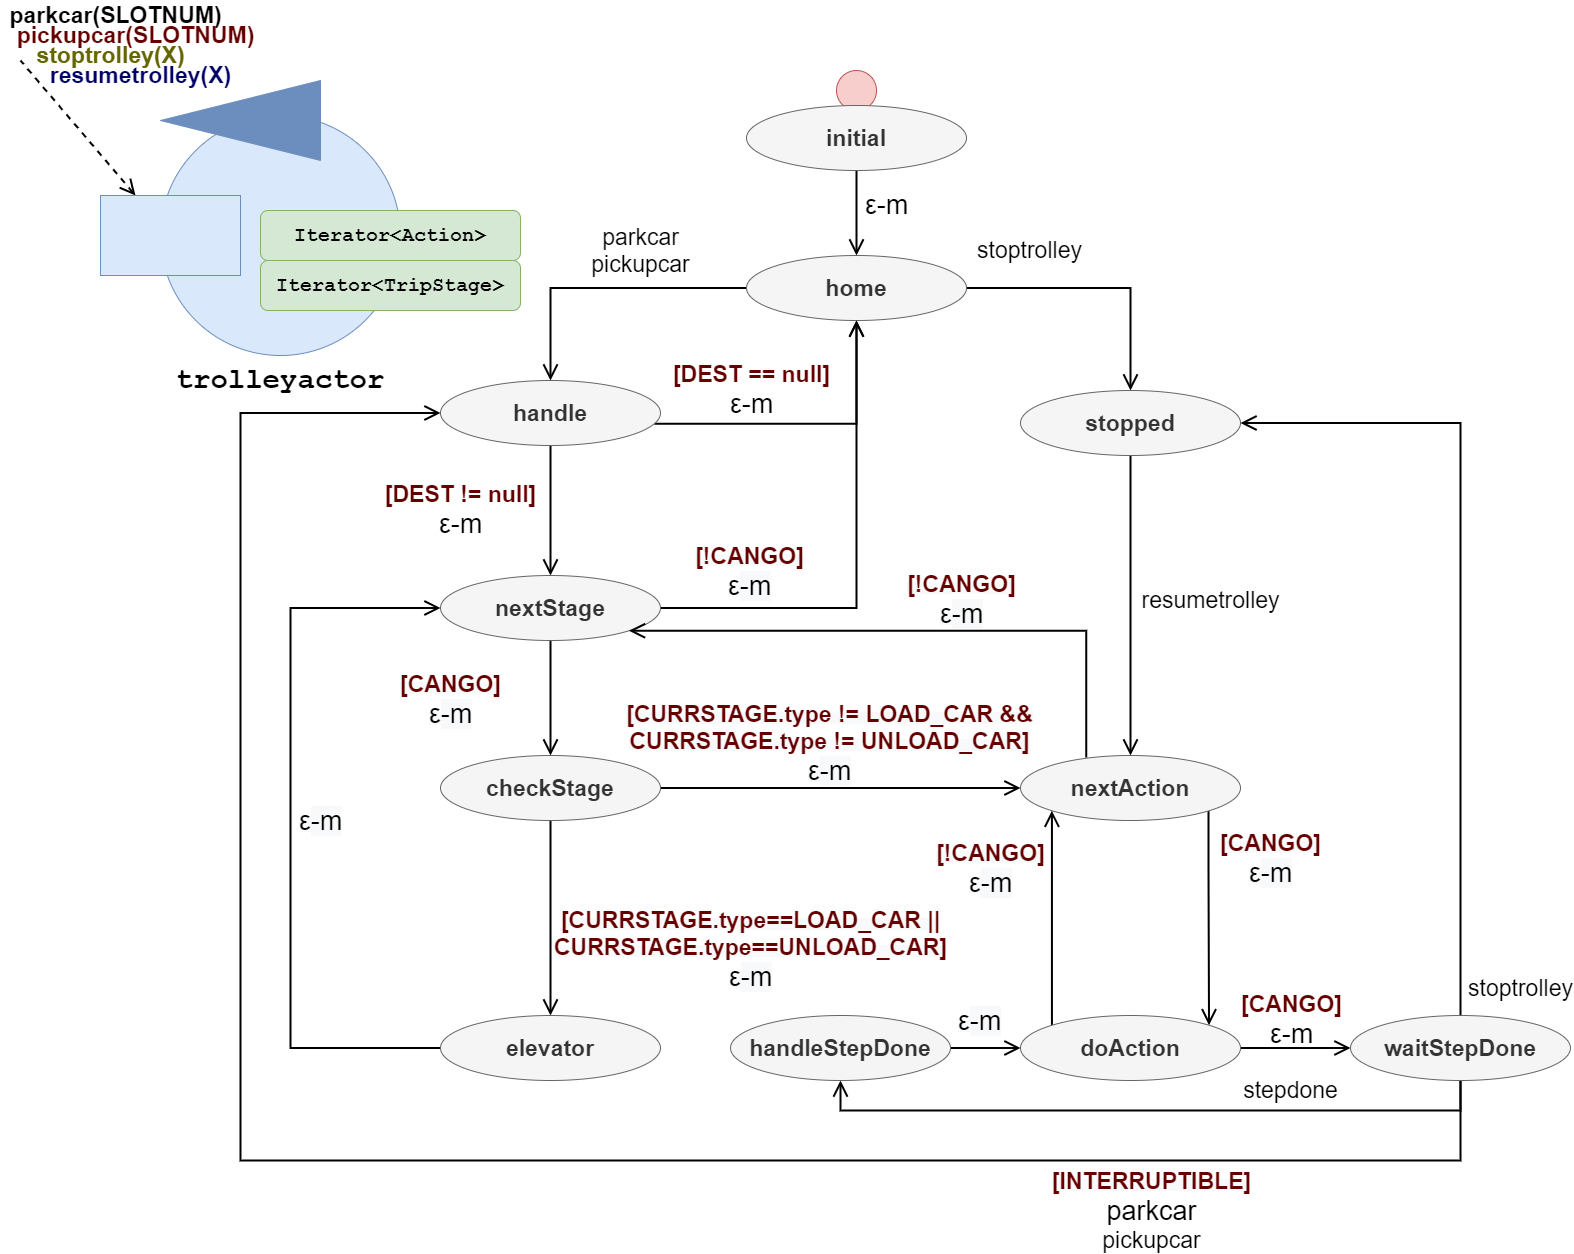 parkcar(SLOTNUM)
pickupcar(SLOTNUM)
stoptrolley(X)
resumetrolley(X)
Iterator<Action>
Iterator<TripStage>
trolleyactor
initial
ε-m
parkcar
pickupcar
home
stoptrolley
handle
[DEST == null]
ε-m
stopped
[DEST != null]
ε-m
nextStage
[!CANGO]
ε-m
[!CANGO]
ε-m
resumetrolley
[CANGO]
ε-m
[CURRSTAGE.type != LOAD_CAR &&
CURRSTAGE.type != UNLOAD_CAR]
ε-m
checkStage
nextAction
ε-m
[!CANGO]
ε-m
[CANGO]
ε-m
[CURRSTAGE.type==LOAD_CAR ||
CURRSTAGE.type==UNLOAD_CAR]
ε-m
elevator
handleStepDone
ε-m
doAction
[CANGO]
ε-m
stoptrolley
waitStepDone
stepdone
[INTERRUPTIBLE]
parkcar
pickupcar